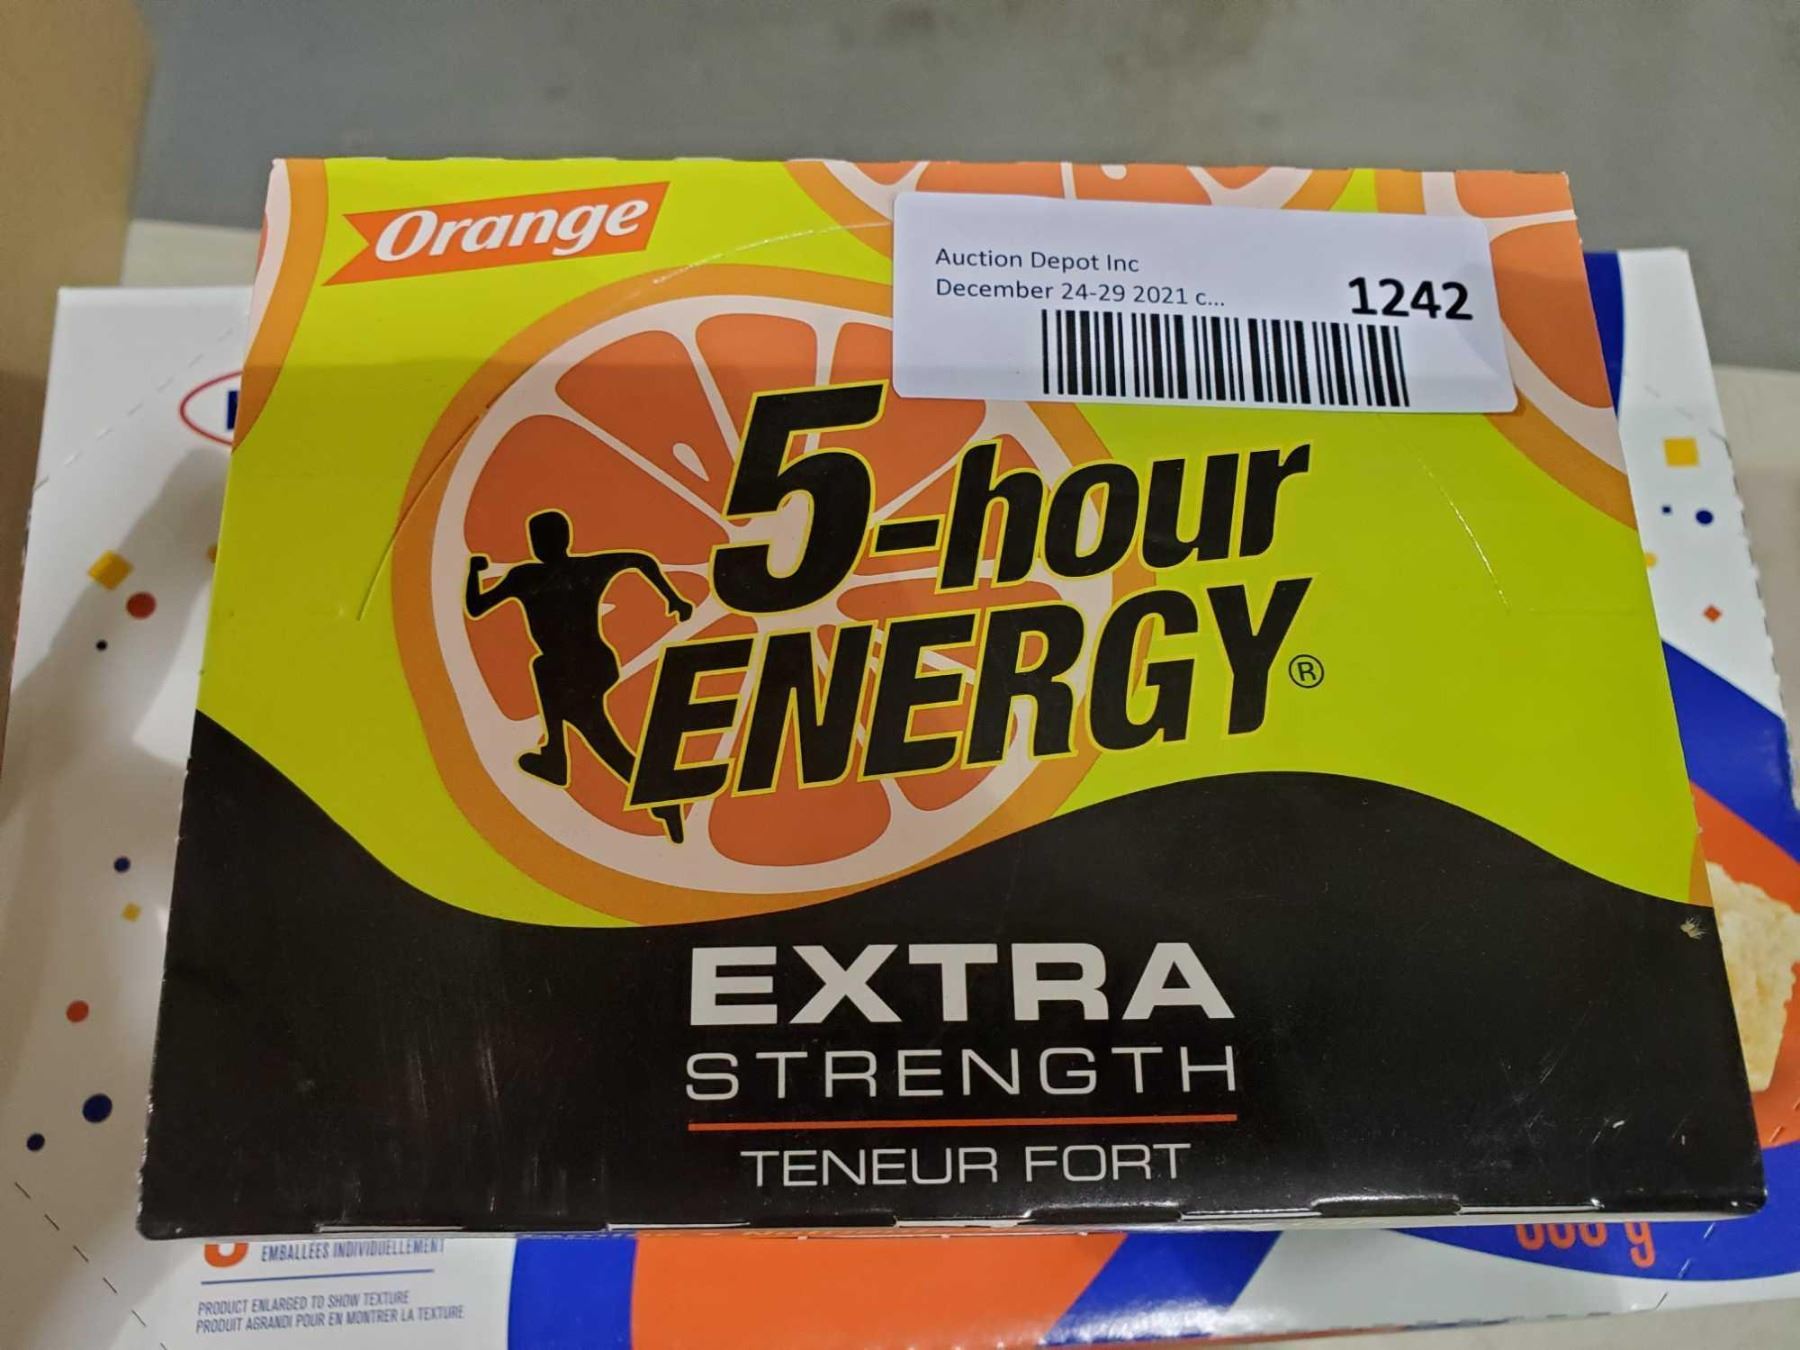 Orange
Auction Depot Inc
December 24-29 2021 c...
1242
5-hour
ENERGY®
EXTRA
STRENGTH
TENEUR FORT
EMBALLÉES INDIVIDUELLEMENT
PRODUCT ENLARGED TO SHOW TEXTURE
PRODUIT AGRANDI POUR EN MONTRER LA TEXTURE